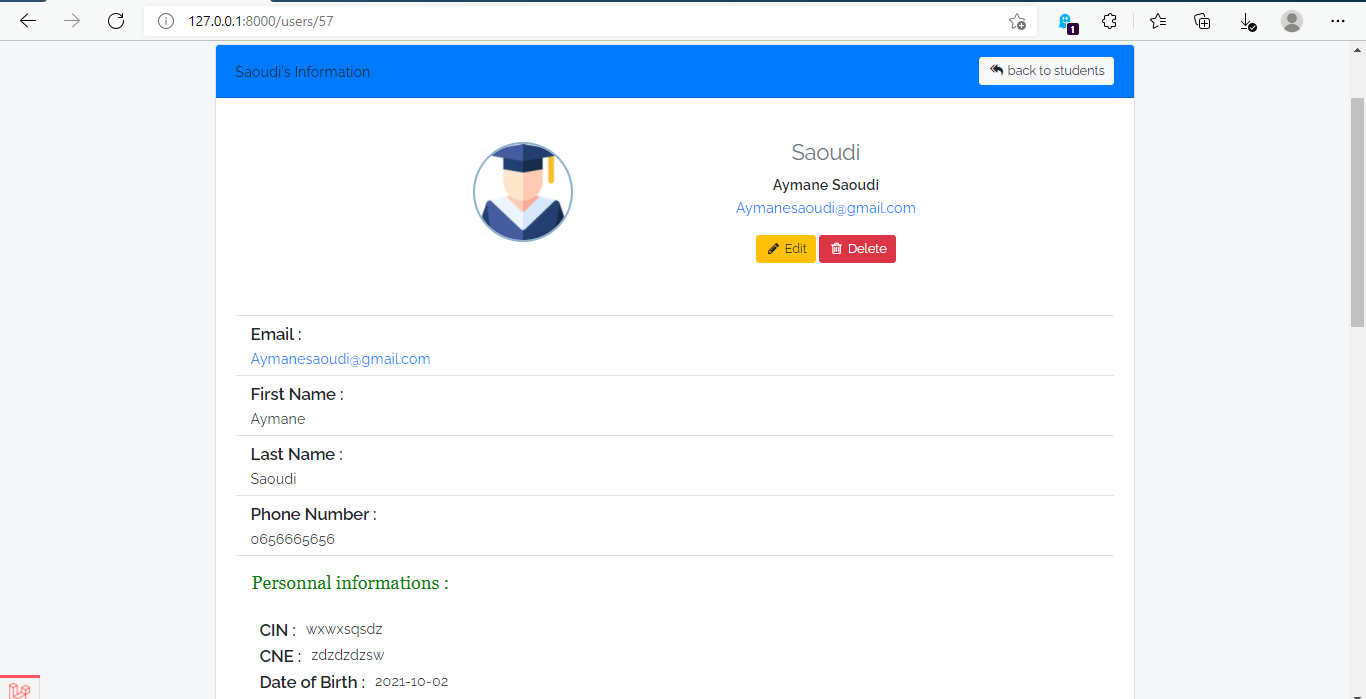 127.0.0.1:8000/users/57
1
Saoudi's Information
back to students
Saoudi
Aymane Saoudi
Aymanesaoudi@gmail.com
Edit Delete
Email :
Aymanesaoudi@gmail.com
First Name :
Aymane
Last Name :
Saoudi
Phone Number :
0656665656
Personnal informations :
CIN : wxwxsqsdz
CNE : zdzdzdzsw
Date of Birth : 2021-10-02